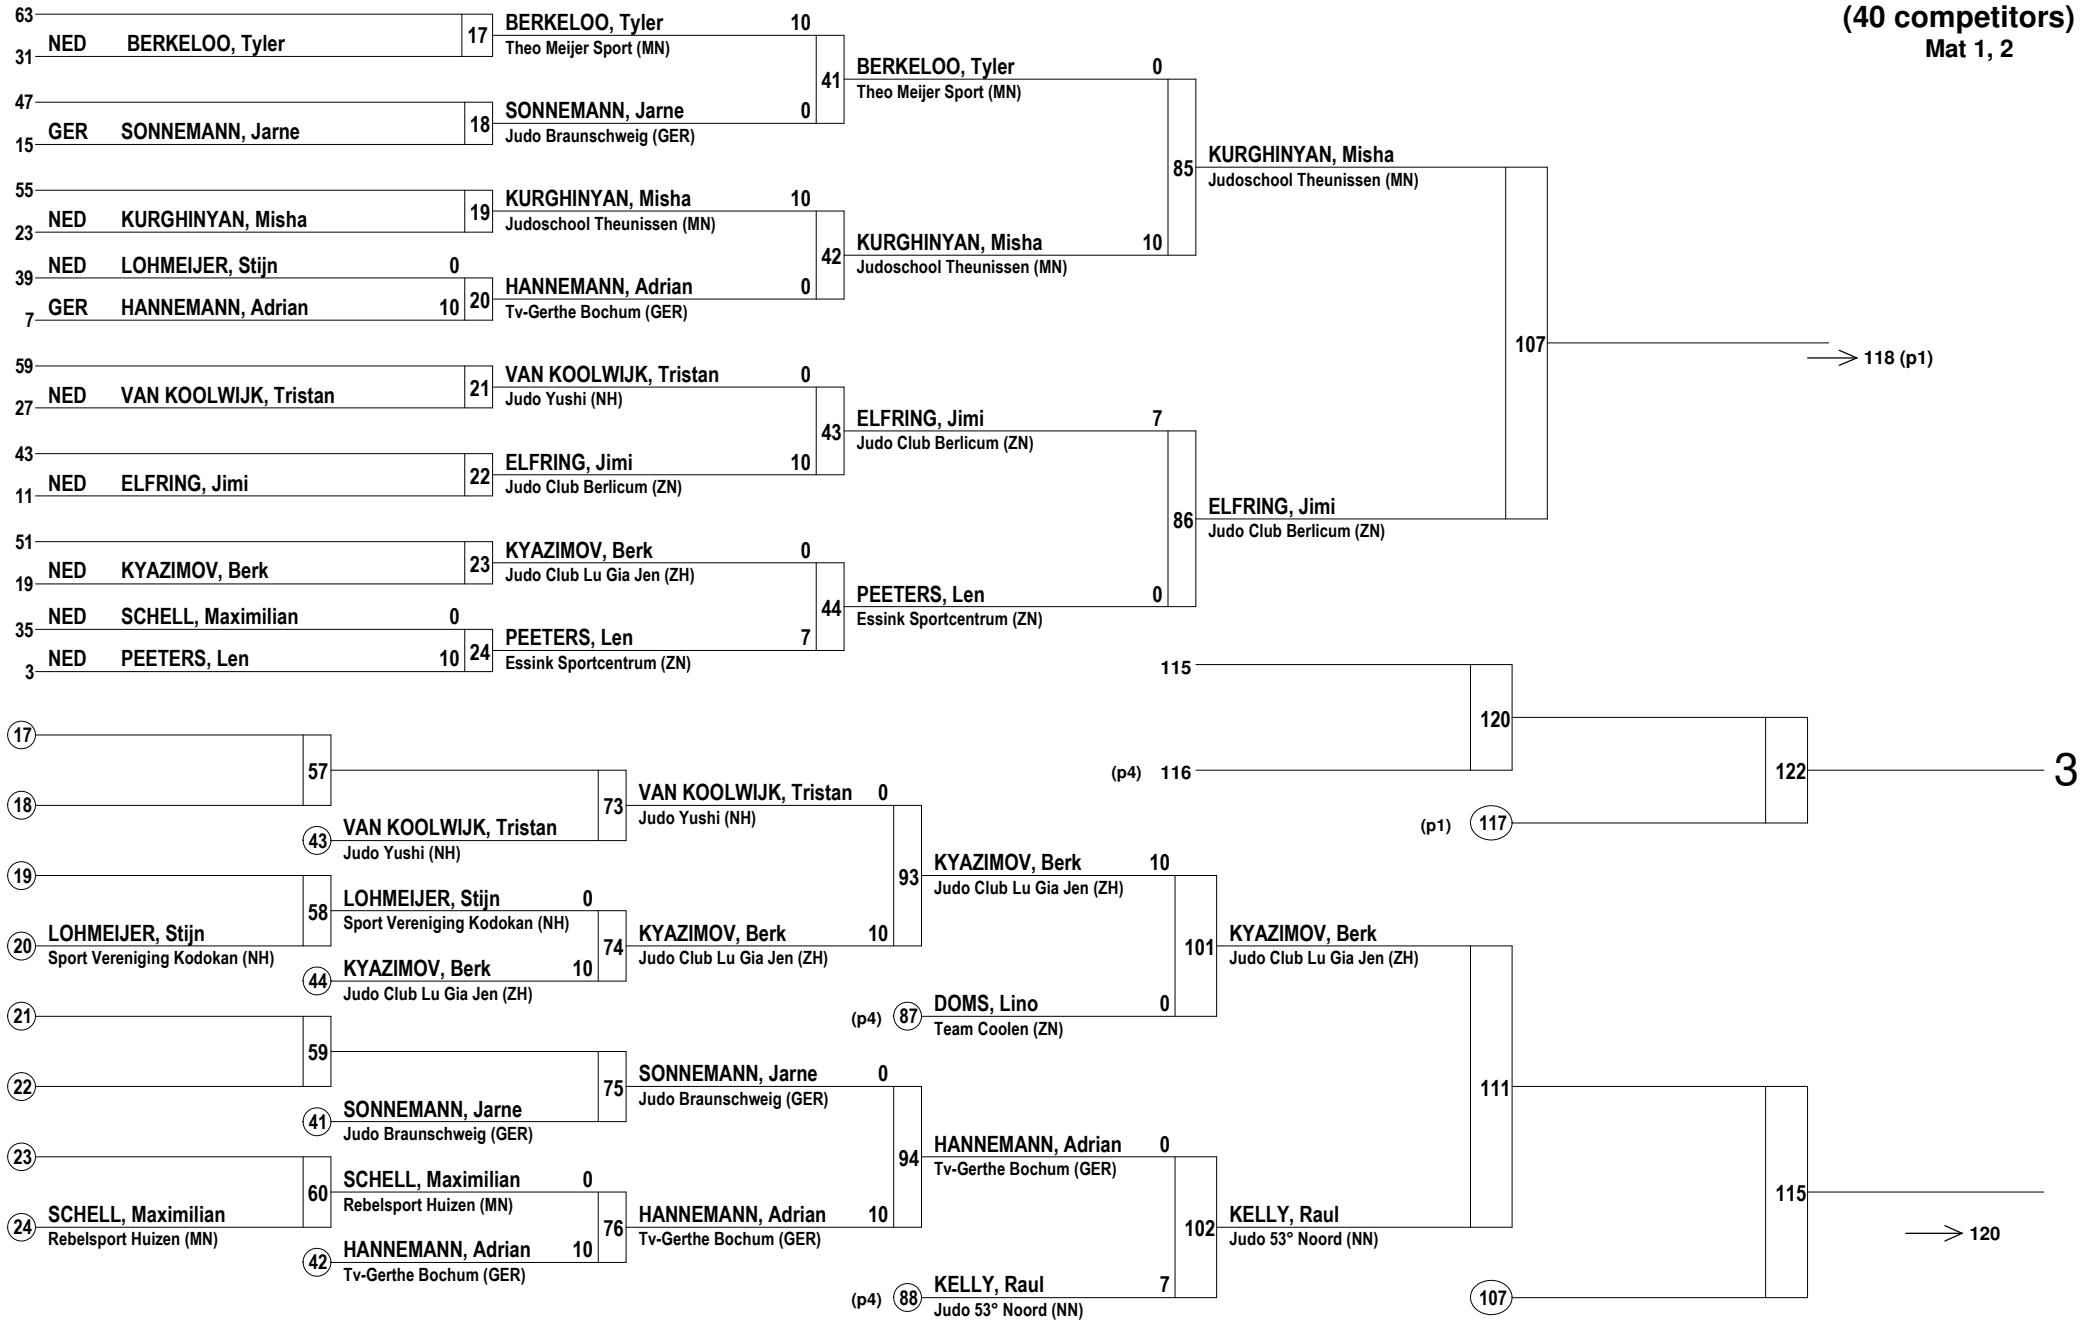 (40 competitors)
Mat 1, 2
63
NED BERKELOO, Tyler
31
17
BERKELOO, Tyler 10
Theo Meijer Sport (MN)
47
GER SONNEMANN, Jarne
15
18
SONNEMANN, Jarne 0
Judo Braunschweig (GER)
41
BERKELOO, Tyler 0
Theo Meijer Sport (MN)
55
NED KURGHINYAN, Misha
23
19
KURGHINYAN, Misha 10
Judoschool Theunissen (MN)
NED LOHMEIJER, Stijn 0
39
GER HANNEMANN, Adrian 10
7
20
HANNEMANN, Adrian 0
Tv-Gerthe Bochum (GER)
42
KURGHINYAN, Misha 10
Judoschool Theunissen (MN)
85
KURGHINYAN, Misha
Judoschool Theunissen (MN)
59
NED VAN KOOLWIJK, Tristan
27
21
VAN KOOLWIJK, Tristan 0
Judo Yushi (NH)
43
NED ELFRING, Jimi
11
22
ELFRING, Jimi 10
Judo Club Berlicum (ZN)
43
ELFRING, Jimi 7
Judo Club Berlicum (ZN)
51
NED KYAZIMOV, Berk
19
23
KYAZIMOV, Berk 0
Judo Club Lu Gia Jen (ZH)
NED SCHELL, Maximilian 0
35
NED PEETERS, Len 10
3
24
PEETERS, Len 7
Essink Sportcentrum (ZN)
44
PEETERS, Len 0
Essink Sportcentrum (ZN)
86
ELFRING, Jimi
Judo Club Berlicum (ZN)
107
118 (p1)
115
(p4) 116
120
(p1) 117
122
3
17
18
57
43
VAN KOOLWIJK, Tristan
Judo Yushi (NH)
73
VAN KOOLWIJK, Tristan 0
Judo Yushi (NH)
19
20
LOHMEIJER, Stijn
Sport Vereniging Kodokan (NH)
58
LOHMEIJER, Stijn 0
Sport Vereniging Kodokan (NH)
44
KYAZIMOV, Berk 10
Judo Club Lu Gia Jen (ZH)
74
KYAZIMOV, Berk 10
Judo Club Lu Gia Jen (ZH)
93
KYAZIMOV, Berk 10
Judo Club Lu Gia Jen (ZH)
(p4) 87
DOMS, Lino 0
Team Coolen (ZN)
101
KYAZIMOV, Berk
Judo Club Lu Gia Jen (ZH)
21
22
59
41
SONNEMANN, Jarne
Judo Braunschweig (GER)
75
SONNEMANN, Jarne 0
Judo Braunschweig (GER)
23
24
SCHELL, Maximilian
Rebelsport Huizen (MN)
60
SCHELL, Maximilian 0
Rebelsport Huizen (MN)
42
HANNEMANN, Adrian 10
Tv-Gerthe Bochum (GER)
76
HANNEMANN, Adrian 10
Tv-Gerthe Bochum (GER)
94
HANNEMANN, Adrian 0
Tv-Gerthe Bochum (GER)
(p4) 88
KELLY, Raul 7
Judo 53° Noord (NN)
102
KELLY, Raul
Judo 53° Noord (NN)
111
107
115
120